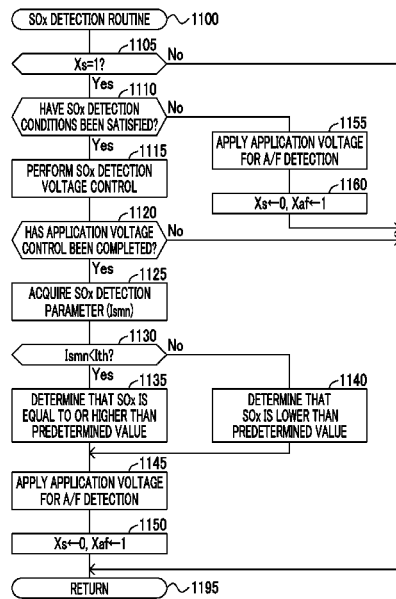 SOx DETECTION ROUTINE
1100
1105
Xs=1?
No
Yes
1110
HAVE SOx DETECTION
CONDITIONS BEEN SATISFIED?
No
Yes
1155
APPLY APPLICATION VOLTAGE
FOR A/F DETECTION
1115
PERFORM SOx DETECTION
VOLTAGE CONTROL
1160
Xs←0, Xaf←1
1120
HAS APPLICATION VOLTAGE
CONTROL BEEN COMPLETED?
No
Yes
1125
ACQUIRE SOx DETECTION
PARAMETER (Ismn)
1130
Ismn<Ith?
No
Yes
1135
DETERMINE THAT SOx IS
EQUAL TO OR HIGHER THAN
PREDETERMINED VALUE
1140
DETERMINE THAT
SOx IS LOWER THAN
PREDETERMINED VALUE
1145
APPLY APPLICATION VOLTAGE
FOR A/F DETECTION
1150
Xs←0, Xaf←1
RETURN
1195